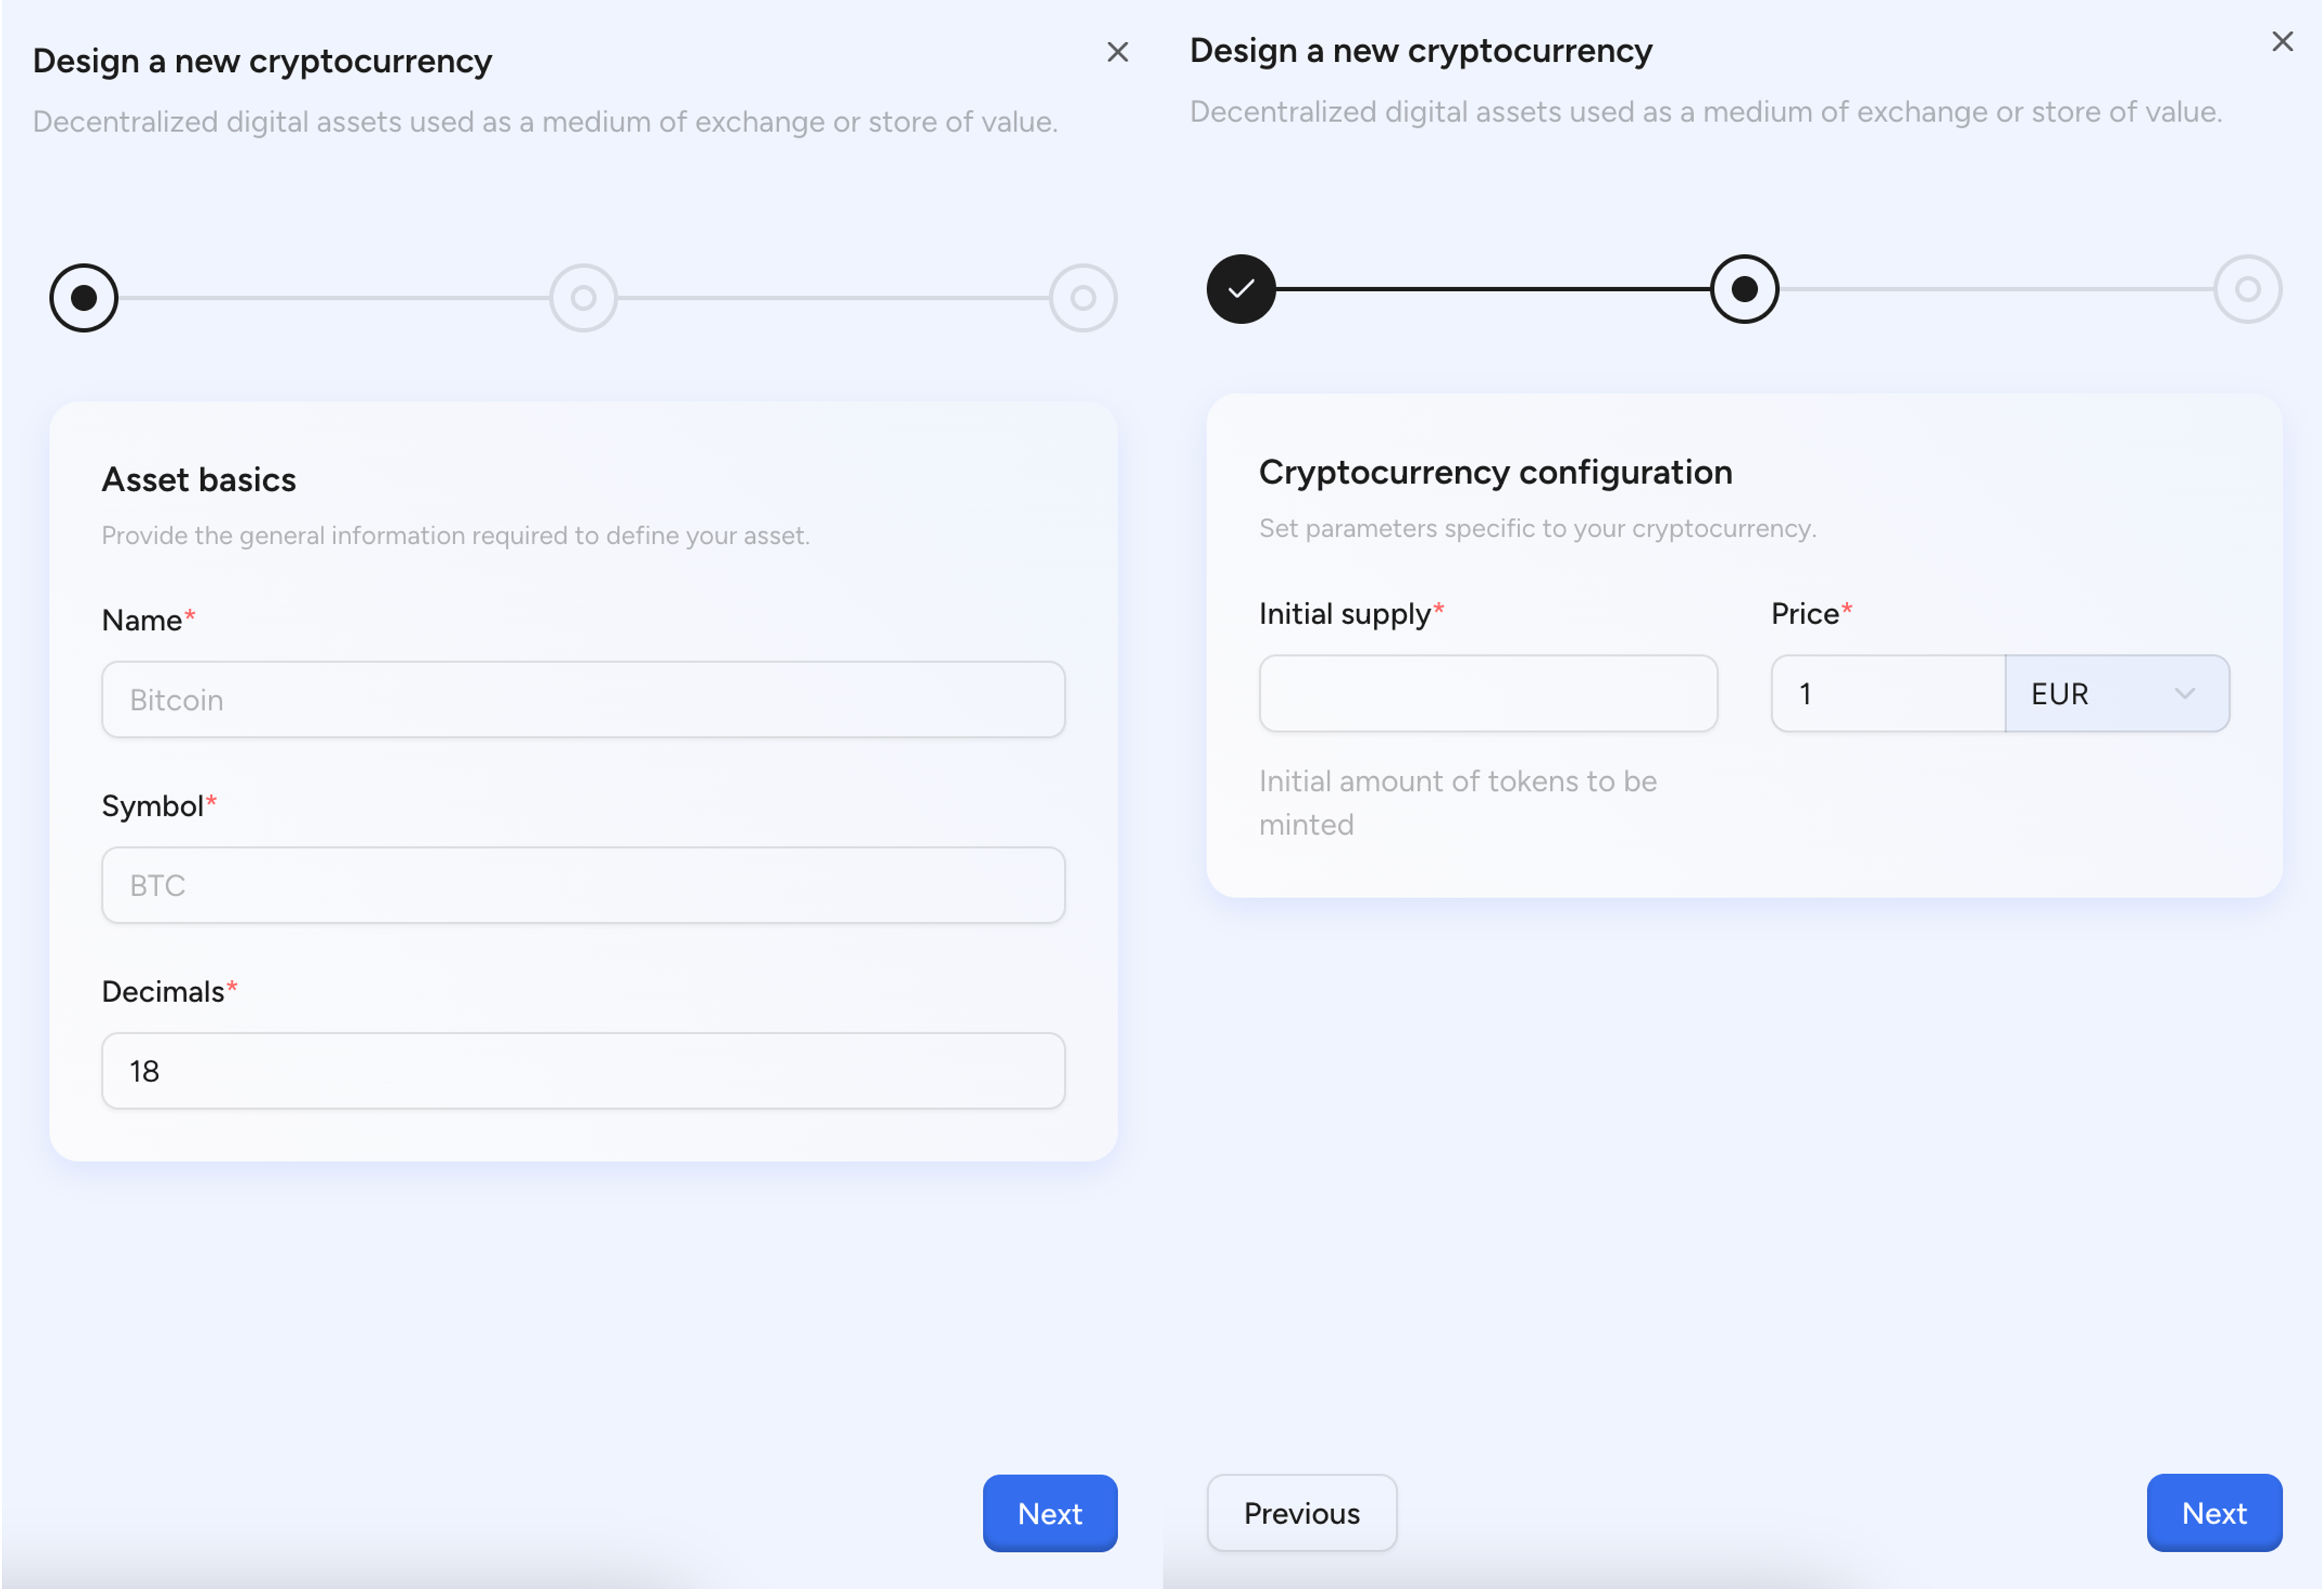 Design a new cryptocurrency
Decentralized digital assets used as a medium of exchange or store of value.
Asset basics
Provide the general information required to define your asset.
Name*
Bitcoin
Symbol*
BTC
Decimals*
18
Next
Design a new cryptocurrency
Decentralized digital assets used as a medium of exchange or store of value.
Cryptocurrency configuration
Set parameters specific to your cryptocurrency.
Initial supply*
Price*
1
EUR
Initial amount of tokens to be
minted
Previous
Next